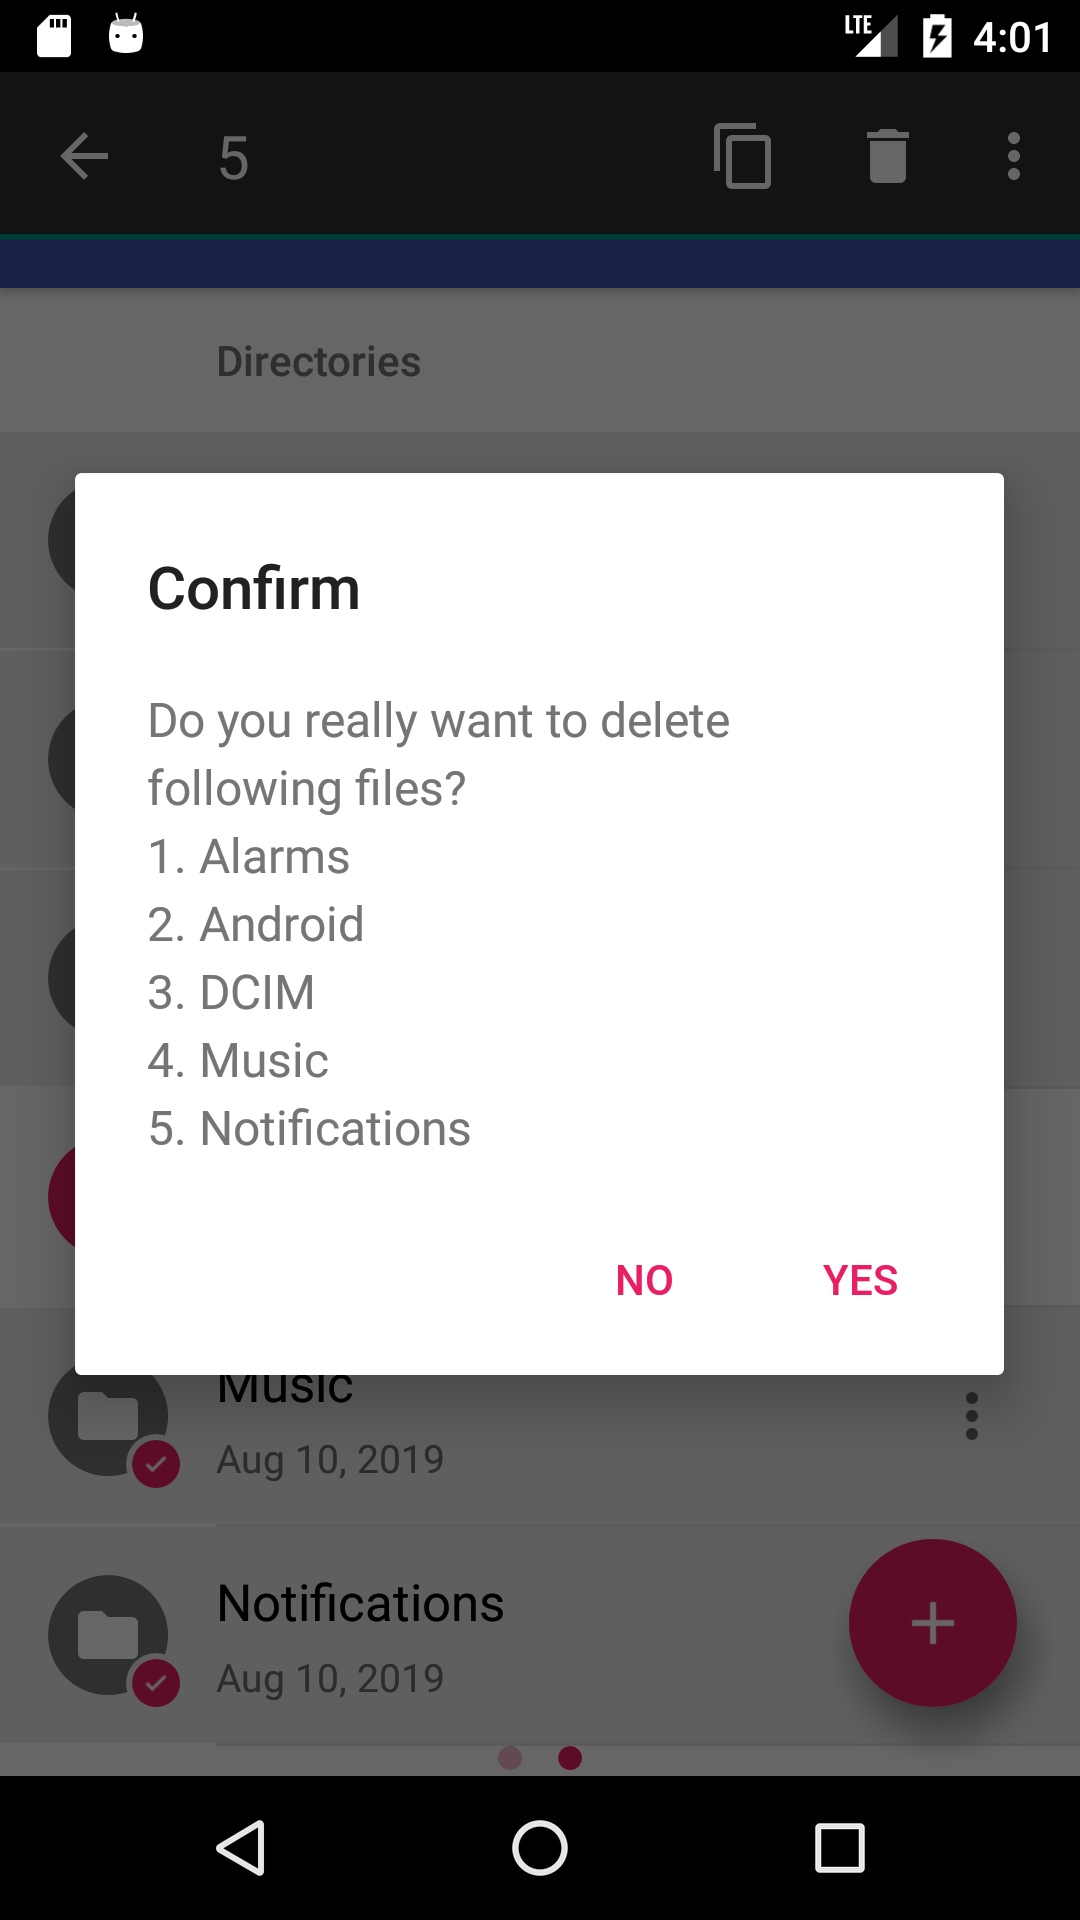 LTE 4:01
5
Directories
Confirm
Do you really want to delete
following files?
1. Alarms
2. Android
3. DCIM
4. Music
5. Notifications
NO YES
Music
Aug 10, 2019
Notifications
Aug 10, 2019